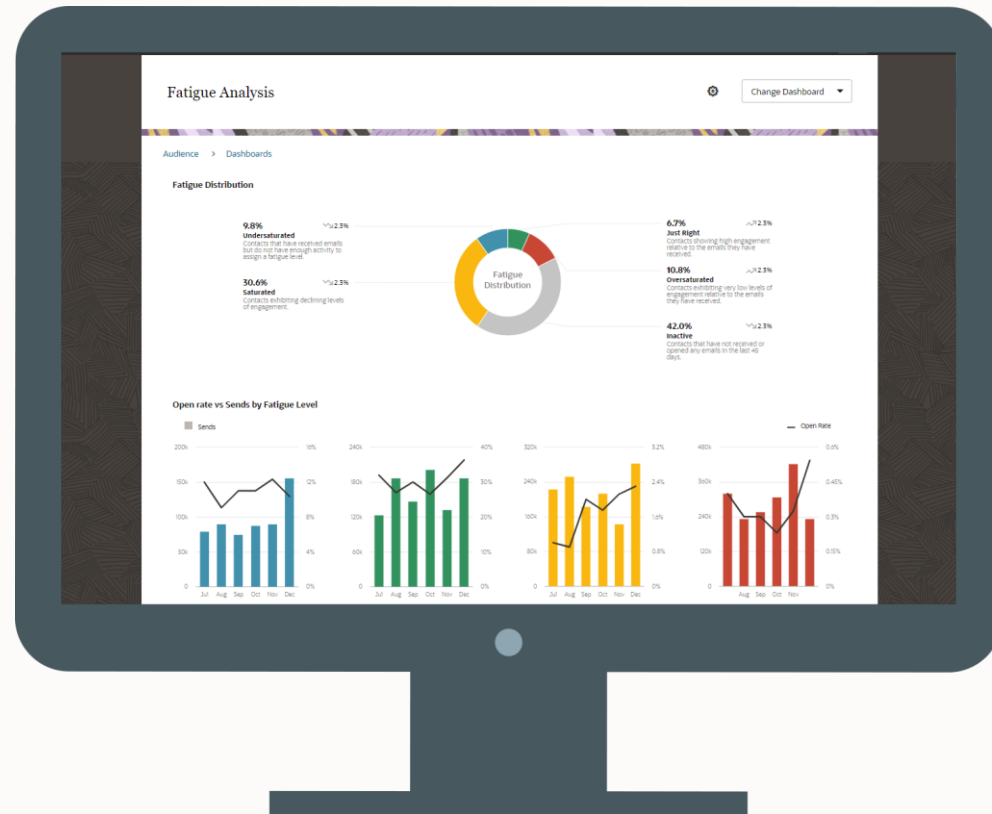 Fatigue Analysis
Change Dashboard
Audience > Dashboards
Fatigue Distribution
9.8% 2.3%
Undersaturated
Contacts that have received emails
but do not have enough activity to
assign a fatigue level.
30.6% 2.3%
Saturated
Contacts exhibiting declining levels
of engagement.
Fatigue
Distribution
6.7% 2.3%
Just Right
Contacts showing high engagement
relative to the emails they have
received.
10.8% 2.3%
Oversaturated
Contacts exhibiting very low levels of
engagement relative to the emails
they have received.
42.0% 2.3%
Inactive
Contacts that have not received or
opened any emails in the last 45
days.
Open rate vs Sends by Fatigue Level
Sends
Open Rate
200k 16% 240k 40% 320k 3.2% 480k 0.6%
150k 12% 180k 30% 240k 2.4% 360k 0.45%
100k 8% 120k 20% 160k 1.6% 240k 0.3%
50k 4% 60k 10% 80k 0.8% 120k 0.15%
0 0% 0 0% 0 0% 0 0%
Jul Aug Sep Oct Nov Dec Jul Aug Sep Oct Nov Dec Jul Aug Sep Oct Nov Dec Aug Sep Oct Nov